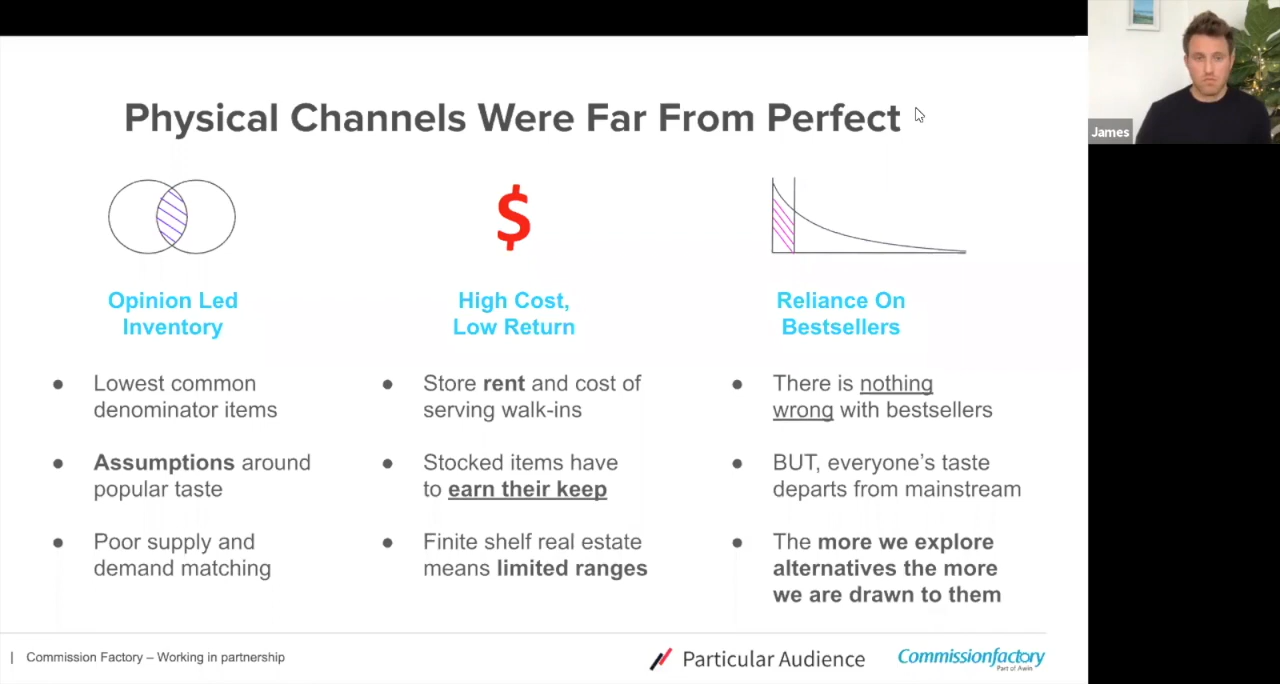 Physical Channels Were Far From Perfect
James
$
Opinion Led
Inventory
Lowest common
denominator items
Assumptions around
popular taste
Poor supply and
demand matching
High Cost,
Low Return
Store rent and cost of
serving walk-ins
Stocked items have
to earn their keep
Finite shelf real estate
means limited ranges
Reliance On
Bestsellers
There is nothing
wrong with bestsellers
BUT, everyone’s taste
departs from mainstream
The more we explore
alternatives the more
we are drawn to them
| Commission Factory – Working in partnership
Particular Audience
Commissionfactory
Part of Awin